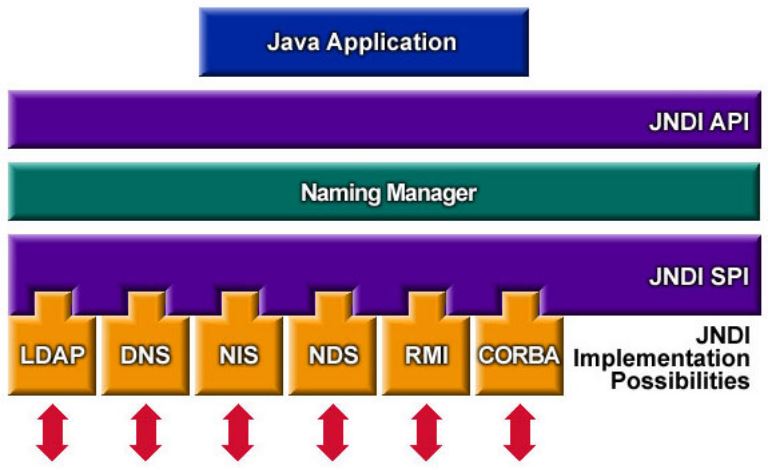 Java Application
JNDI API
Naming Manager
JNDI SPI
LDAP
DNS
NIS
NDS
RMI
CORBA
JNDI
Implementation
Possibilities